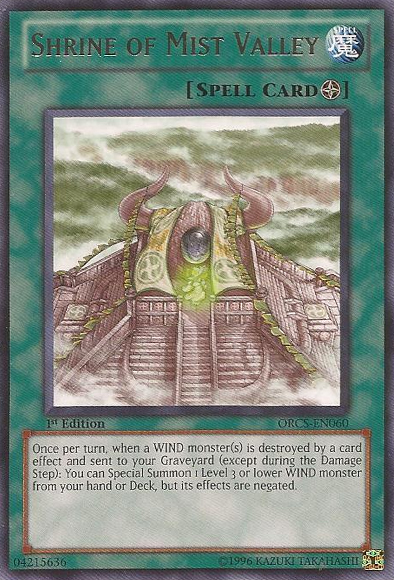 SHRINE OF MIST VALLEY
SPELL
魔
[SPELL CARD]
1st Edition
ORCS-EN060
Once per turn, when a WIND monster(s) is destroyed by a card
effect and sent to your Graveyard (except during the Damage
Step): You can Special Summon 1 Level 3 or lower WIND monster
from your hand or Deck, but its effects are negated.
04215636
©1996 KAZUKI TAKAHASHI